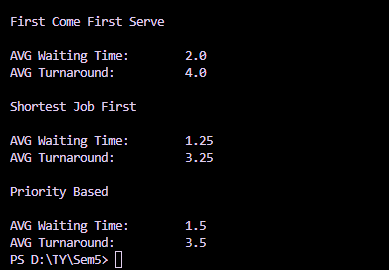 First Come First Serve
AVG Waiting Time: 2.0
AVG Turnaround: 4.0
Shortest Job First
AVG Waiting Time: 1.25
AVG Turnaround: 3.25
Priority Based
AVG Waiting Time: 1.5
AVG Turnaround: 3.5
PS D:\TY\Sem5>